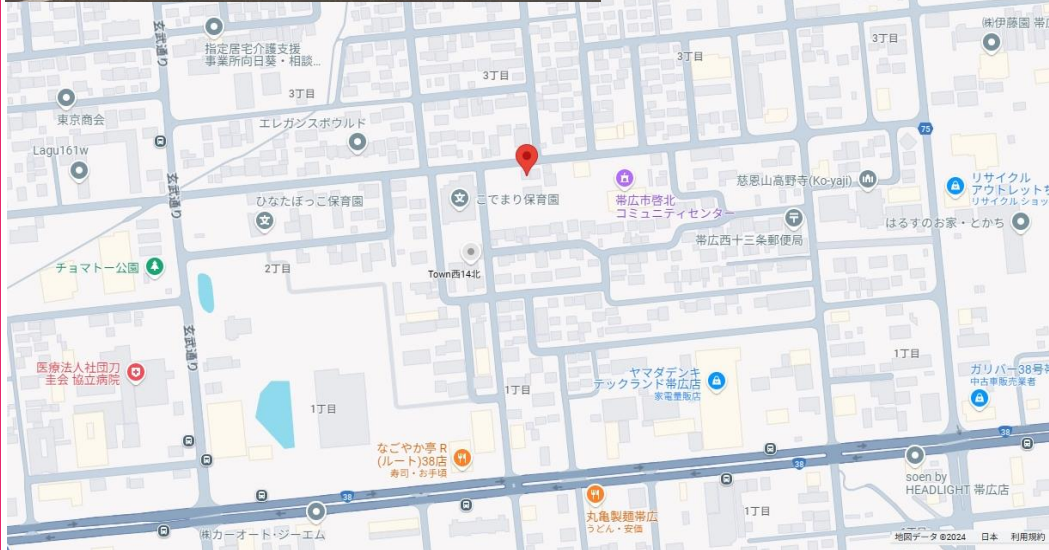 玄武通り
指定居宅介護支援
事業所向日葵・相談...
3丁目
3丁目
3丁目
3丁目
㈱伊藤園 帯広
東京商会
エレガンスボウルド
Lagu161w
玄武通り
ひなたぼっこ保育園
こでまり保育園
帯広市啓北
コミュニティセンター
慈恩山高野寺(Ko-yaji)
75
リサイクル
アウトレット
リサイクル ショッ
はるすのお家・とかち
帯広西十三条郵便局
チョマトー公園
2丁目
Town西14北
玄武通り
医療法人社団刀
圭会 協立病院
1丁目
1丁目
ヤマダデンキ
テックランド帯広店
家電量販店
1丁目
ガリバー38号
中古車販売業者
なごやか亭 R
(ルート)38店
寿司・お手頃
38
38
38
soen by
HEADLIGHT 帯広店
丸亀製麺帯広
うどん・安価
1丁目
㈱カーオート・ジーエム
地図データ ©2024 日本 利用規約